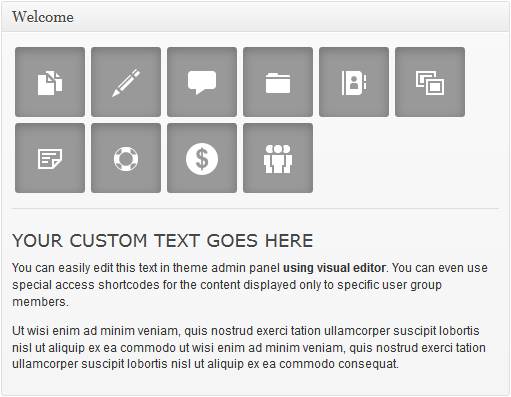 Welcome
$
YOUR CUSTOM TEXT GOES HERE
You can easily edit this text in theme admin panel using visual editor. You can even use
special access shortcodes for the content displayed only to specific user group
members.
Ut wisi enim ad minim veniam, quis nostrud exerci tation ullamcorper suscipit lobortis
nisl ut aliquip ex ea commodo ut wisi enim ad minim veniam, quis nostrud exerci tation
ullamcorper suscipit lobortis nisl ut aliquip ex ea commodo consequat.